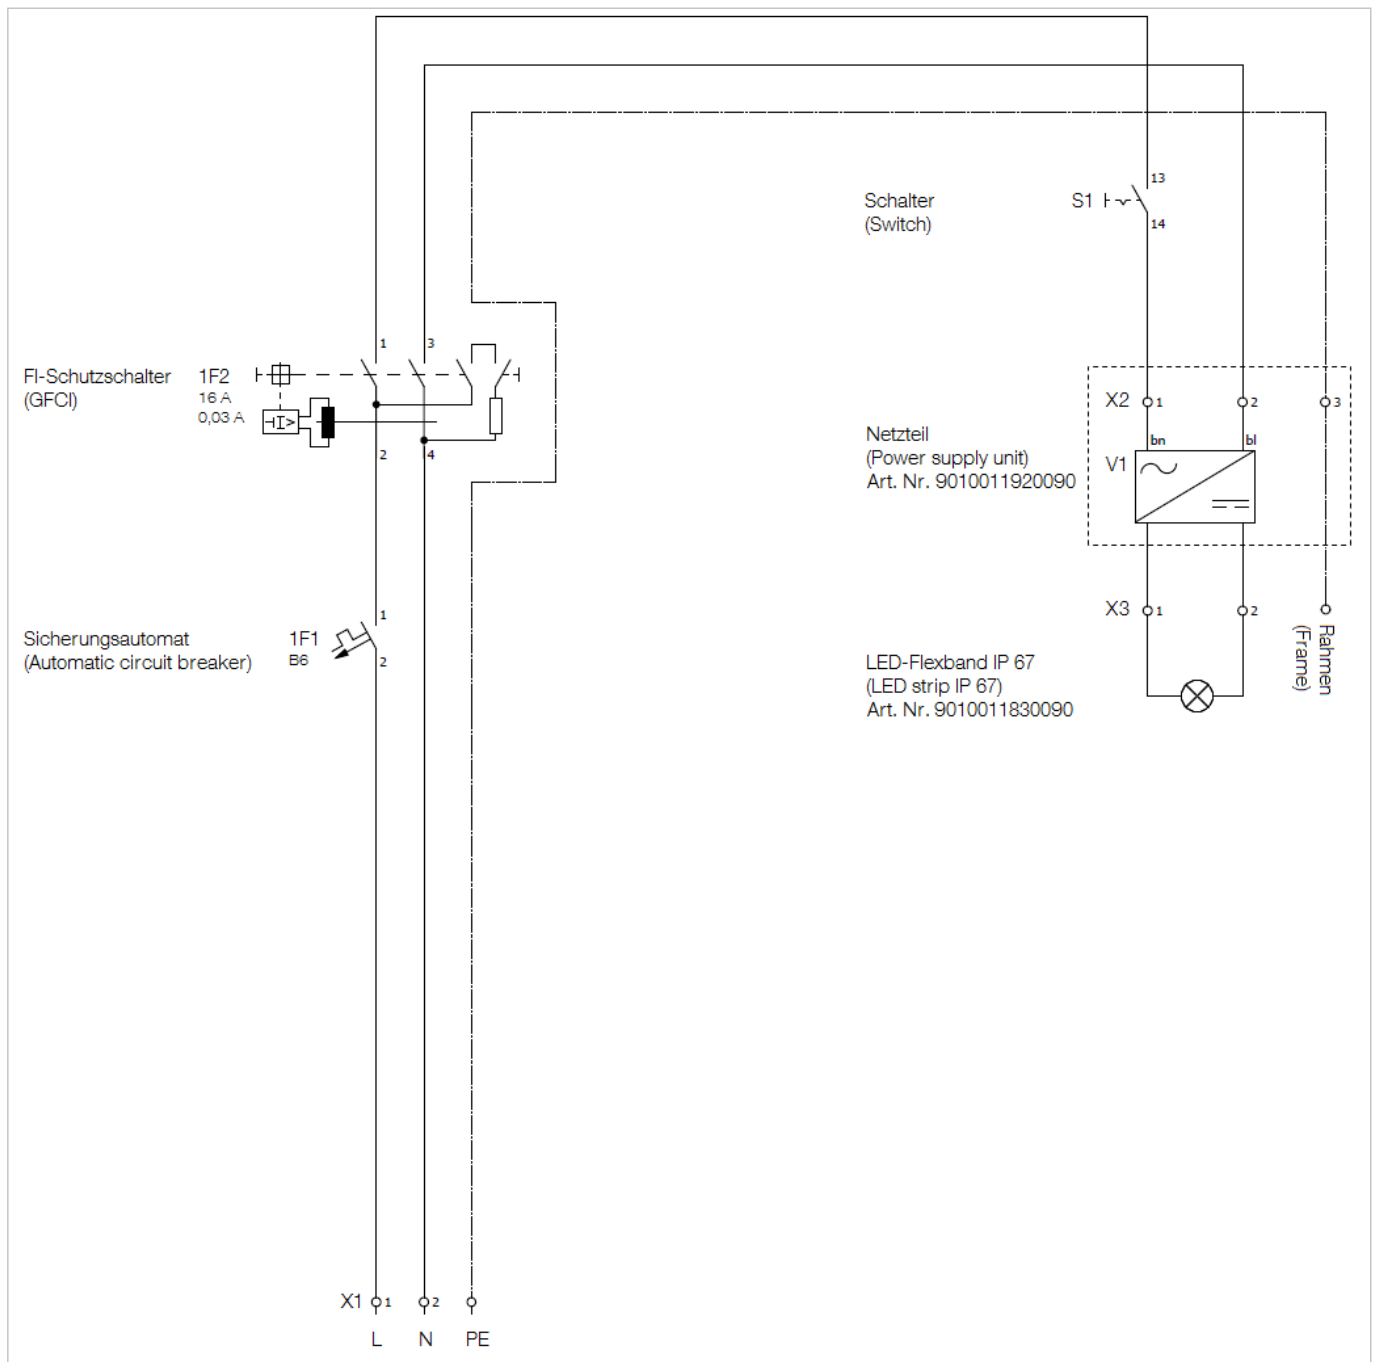 13
Schalter
(Switch)
S1
14
1
3
FI-Schutzschalter
(GFCI)
1F2
16 A
0,03 A
I>
2
4
X2
1
2
3
Netzteil
(Power supply unit)
Art. Nr. 9010011920090
bn
bl
V1
Sicherungsautomat
(Automatic circuit breaker)
1F1
B6
1
2
X3
1
2
Rahmen
(Frame)
LED-Flexband IP 67
(LED strip IP 67)
Art. Nr. 9010011830090
X1
1
2
L
N
PE